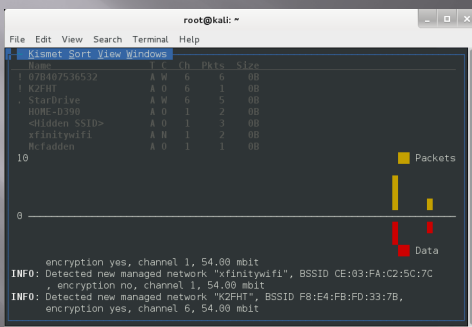 root@kali: ~
File Edit View Search Terminal Help
Kismet Sort View Windows
Name T C Ch Pkts Size
! 07B407536532 A W 6 6 0B
! K2FHT A O 6 1 0B
. StarDrive A W 6 5 0B
HOME-D390 A O 1 2 0B
<Hidden SSID> A O 1 3 0B
xfinitywifi A N 1 2 0B
Mcfadden A O 1 1 0B
10
Packets
0
Data
encryption yes, channel 1, 54.00 mbit
INFO: Detected new managed network "xfinitywifi", BSSID CE:03:FA:C2:5C:7C
, encryption no, channel 1, 54.00 mbit
INFO: Detected new managed network "K2FHT", BSSID F8:E4:FB:FD:33:7B,
encryption yes, channel 6, 54.00 mbit